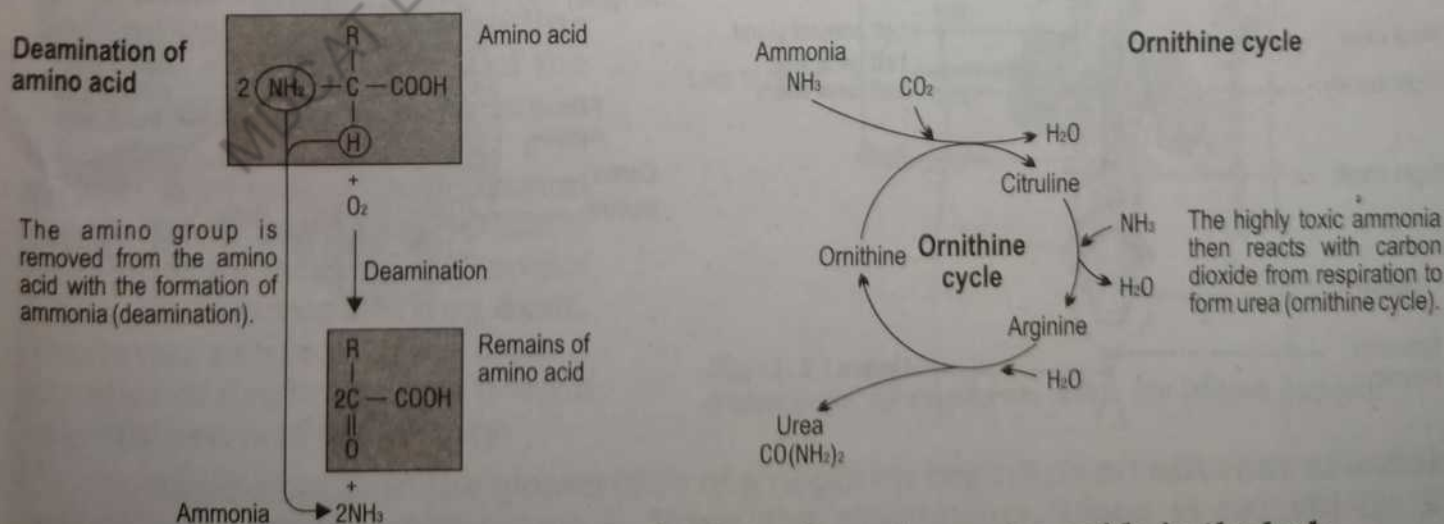 Deamination of
amino acid
R
Amino acid
2 NH₂ — C — COOH
H
+
O₂
The amino group is
removed from the amino
acid with the formation of
ammonia (deamination).
Deamination
R
Remains of
amino acid
2C — COOH
O
+
Ammonia
2NH₃
Ornithine cycle
Ammonia
NH₃
CO₂
H₂O
Citruline
NH₃
H₂O
The highly toxic ammonia
then reacts with carbon
dioxide from respiration to
form urea (ornithine cycle).
Ornithine
Ornithine
cycle
Arginine
H₂O
Urea
CO(NH₂)₂